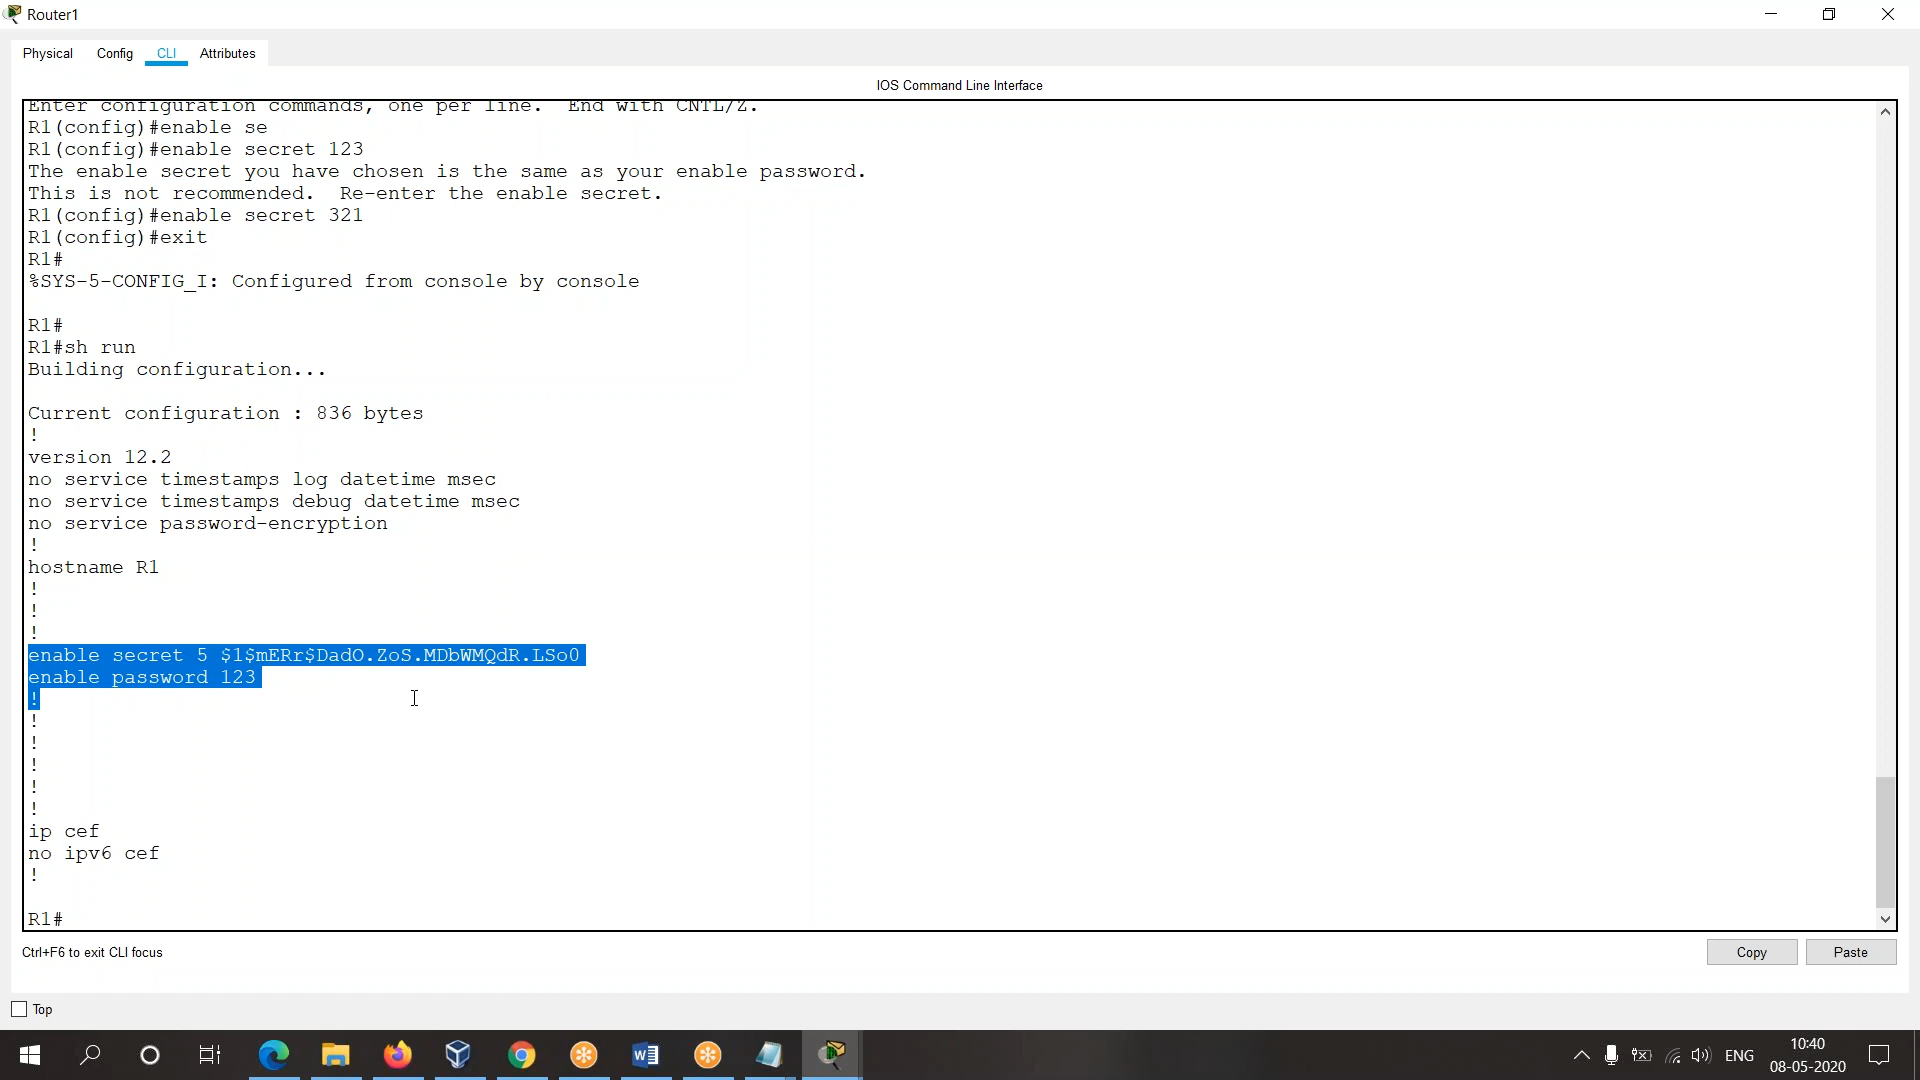 Router1
Physical Config CLI Attributes
IOS Command Line Interface
Enter configuration commands, one per line.  End with CNTL/Z.
R1(config)#enable se
R1(config)#enable secret 123
The enable secret you have chosen is the same as your enable password.
This is not recommended.  Re-enter the enable secret.
R1(config)#enable secret 321
R1(config)#exit
R1#
%SYS-5-CONFIG_I: Configured from console by console
R1#
R1#sh run
Building configuration...
Current configuration : 836 bytes
!
version 12.2
no service timestamps log datetime msec
no service timestamps debug datetime msec
no service password-encryption
!
hostname R1
!
!
!
enable secret 5 $1$mERr$DadO.ZoS.MDbWMQdR.LSo0
enable password 123
!
!
!
!
!
!
ip cef
no ipv6 cef
!
R1#
Ctrl+F6 to exit CLI focus
Copy Paste
Top
ENG
10:40
08-05-2020